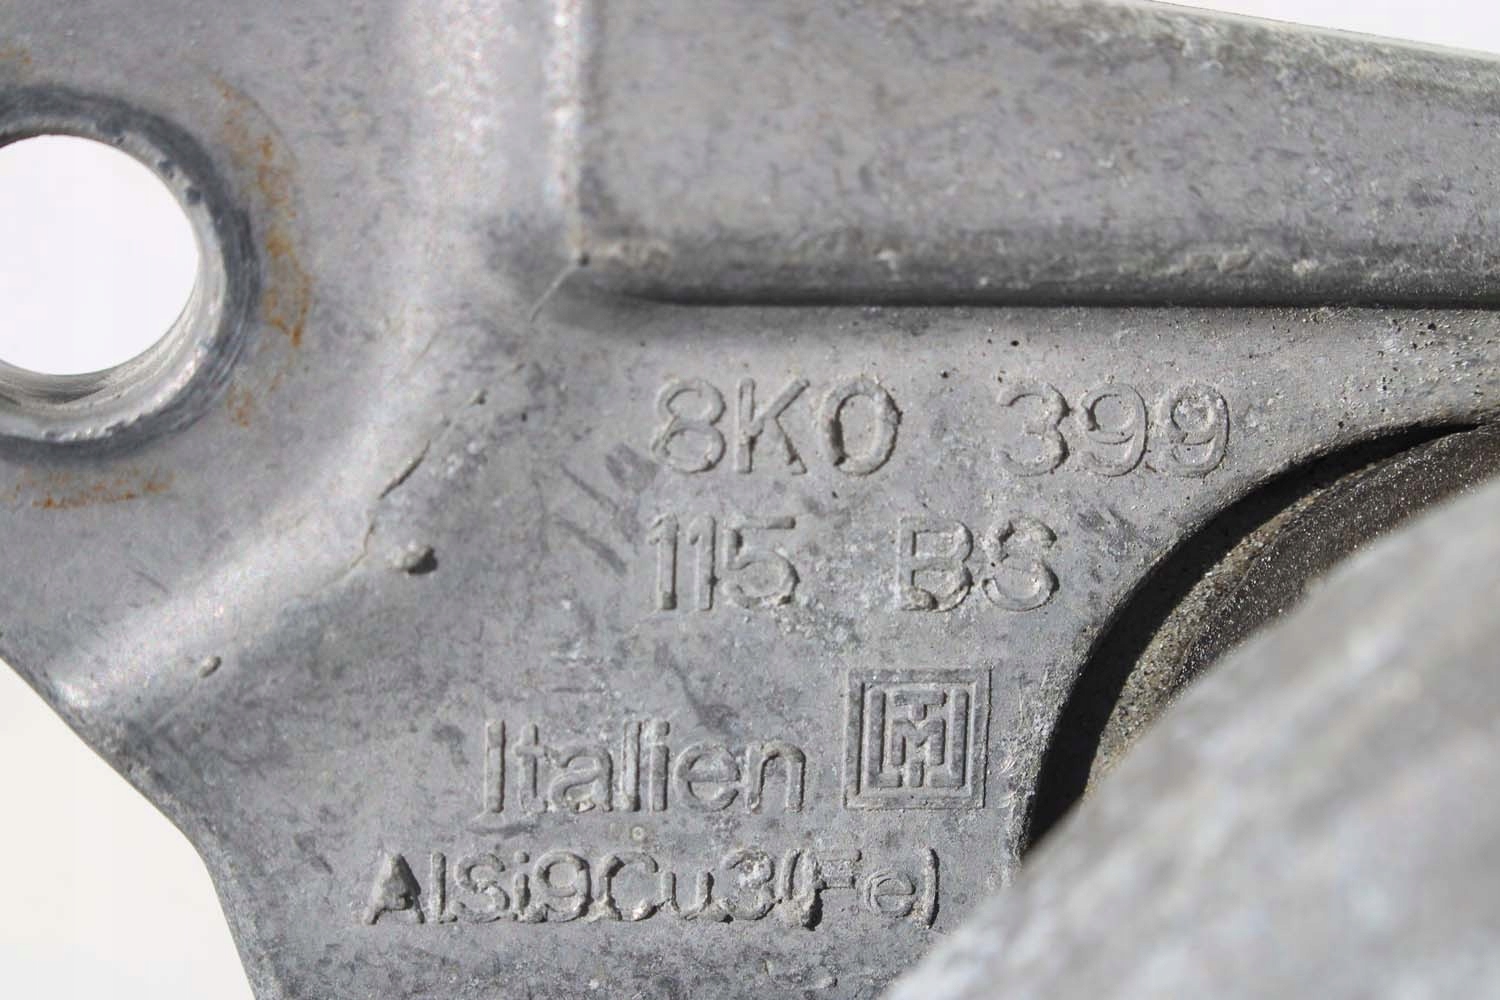 8K0 399
115 BS
Italien
AlSi9Cu3(Fe)